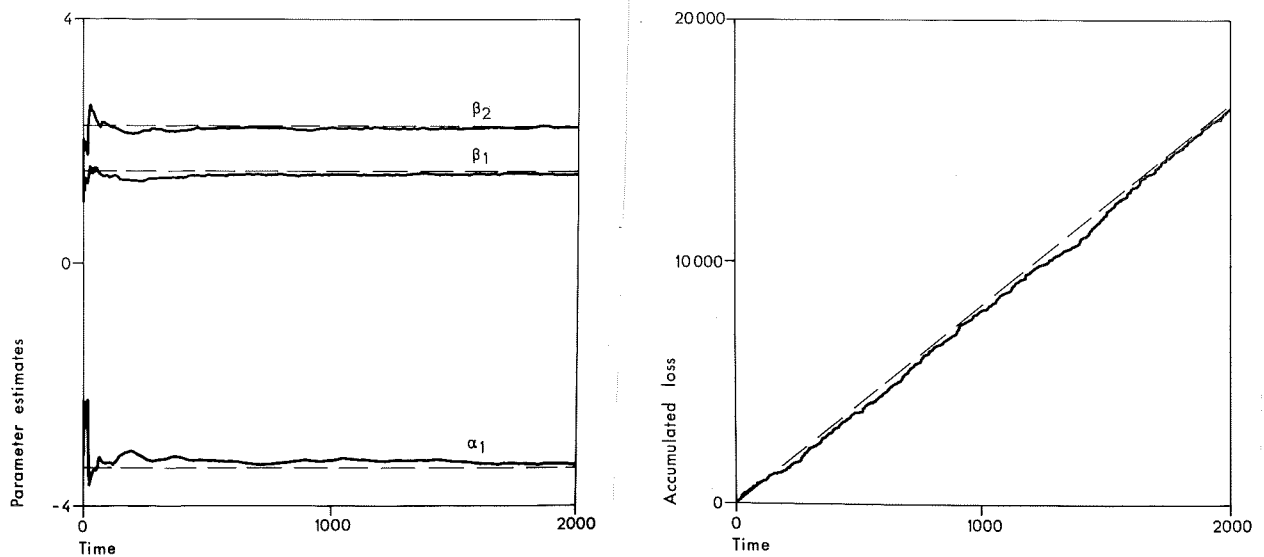 4
0
-4
Parameter estimates
β2
β1
α1
0
1000
2000
Time
20000
10000
0
Accumulated loss
0
1000
2000
Time